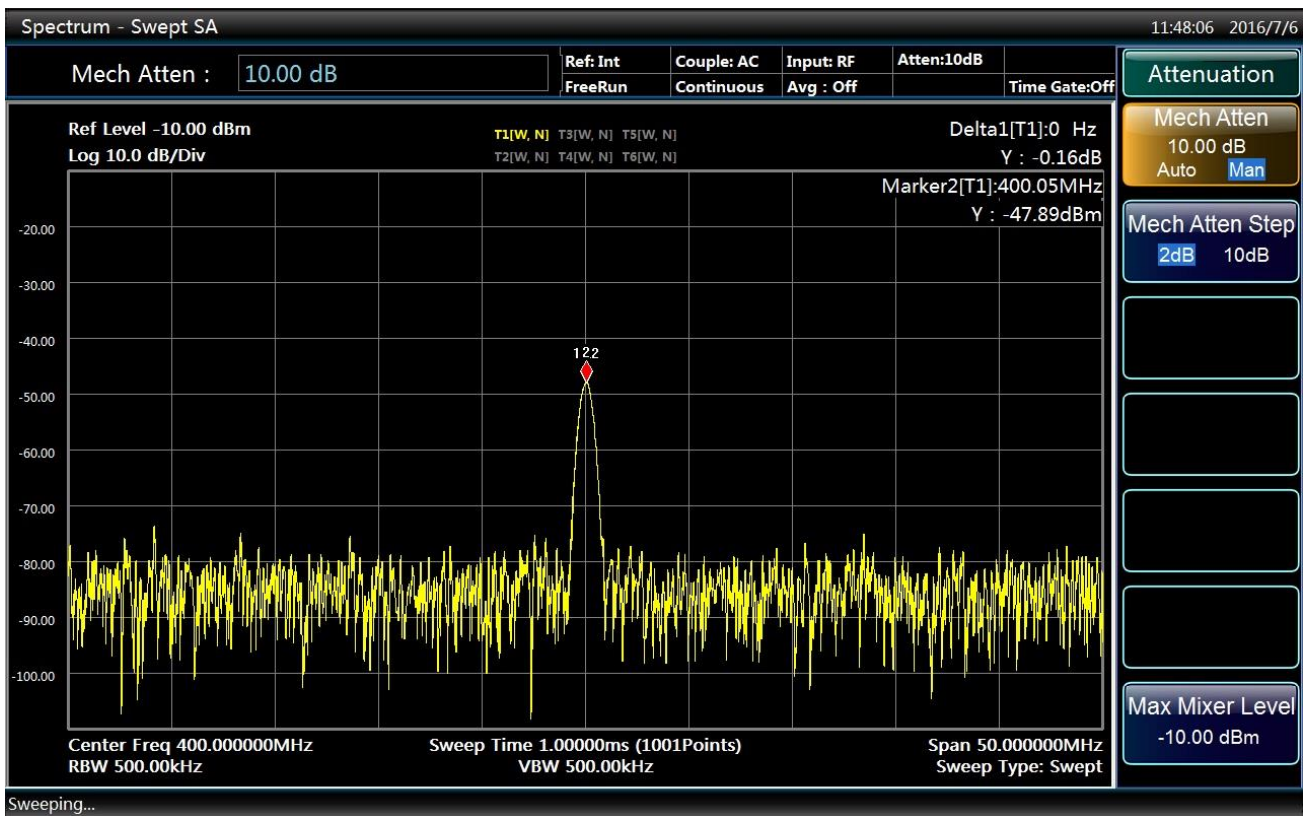 Spectrum - Swept SA
11:48:06 2016/7/6
Mech Atten : 10.00 dB
Ref: Int
Couple: AC
Input: RF
Atten:10dB
FreeRun
Continuous
Avg : Off
Time Gate:Off
Ref Level -10.00 dBm
Log 10.0 dB/Div
T1[W, N] T3[W, N] T5[W, N]
T2[W, N] T4[W, N] T6[W, N]
Delta1[T1]:0 Hz
Y : -0.16dB
Marker2[T1]:400.05MHz
Y : -47.89dBm
-20.00
-30.00
-40.00
-50.00
-60.00
-70.00
-80.00
-90.00
-100.00
Center Freq 400.000000MHz
Sweep Time 1.00000ms (1001Points)
Span 50.000000MHz
RBW 500.00kHz
VBW 500.00kHz
Sweep Type: Swept
Attenuation
Mech Atten
10.00 dB
Auto Man
Mech Atten Step
2dB 10dB
Max Mixer Level
-10.00 dBm
Sweeping...